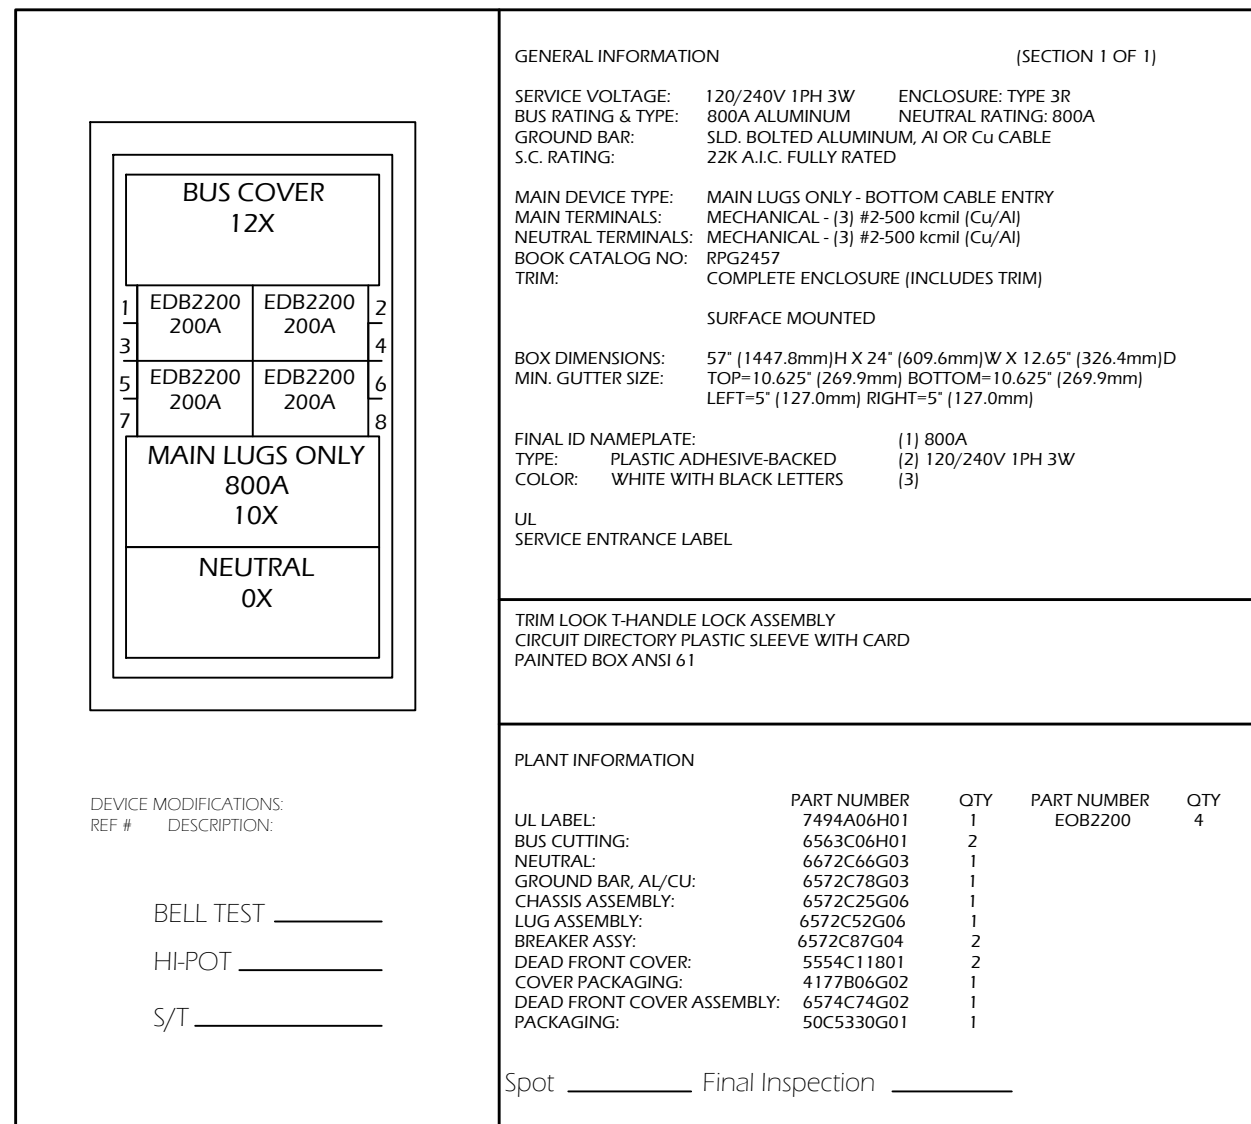 BUS COVER
12X
1 EDB2200 EDB2200 2
200A 200A
3 4
5 EDB2200 EDB2200 6
200A 200A
7 8
MAIN LUGS ONLY
800A
10X
NEUTRAL
0X
DEVICE MODIFICATIONS:
REF # DESCRIPTION:
BELL TEST
HI-POT
S/T
GENERAL INFORMATION (SECTION 1 OF 1)
SERVICE VOLTAGE: 120/240V 1PH 3W ENCLOSURE: TYPE 3R
BUS RATING & TYPE: 800A ALUMINUM NEUTRAL RATING: 800A
GROUND BAR: SLD. BOLTED ALUMINUM, Al OR Cu CABLE
S.C. RATING: 22K A.I.C. FULLY RATED
MAIN DEVICE TYPE: MAIN LUGS ONLY - BOTTOM CABLE ENTRY
MAIN TERMINALS: MECHANICAL - (3) #2-500 kcmil (Cu/Al)
NEUTRAL TERMINALS: MECHANICAL - (3) #2-500 kcmil (Cu/Al)
BOOK CATALOG NO: RPG2457
TRIM: COMPLETE ENCLOSURE (INCLUDES TRIM)
SURFACE MOUNTED
BOX DIMENSIONS: 57" (1447.8mm)H X 24" (609.6mm)W X 12.65" (326.4mm)D
MIN. GUTTER SIZE: TOP=10.625" (269.9mm) BOTTOM=10.625" (269.9mm)
LEFT=5" (127.0mm) RIGHT=5" (127.0mm)
FINAL ID NAMEPLATE: (1) 800A
TYPE: PLASTIC ADHESIVE-BACKED (2) 120/240V 1PH 3W
COLOR: WHITE WITH BLACK LETTERS (3)
UL
SERVICE ENTRANCE LABEL
TRIM LOOK T-HANDLE LOCK ASSEMBLY
CIRCUIT DIRECTORY PLASTIC SLEEVE WITH CARD
PAINTED BOX ANSI 61
PLANT INFORMATION
PART NUMBER QTY PART NUMBER QTY
UL LABEL: 7494A06H01 1 EOB2200 4
BUS CUTTING: 6563C06H01 2
NEUTRAL: 6672C66G03 1
GROUND BAR, AL/CU: 6572C78G03 1
CHASSIS ASSEMBLY: 6572C25G06 1
LUG ASSEMBLY: 6572C52G06 1
BREAKER ASSY: 6572C87G04 2
DEAD FRONT COVER: 5554C11801 2
COVER PACKAGING: 4177B06G02 1
DEAD FRONT COVER ASSEMBLY: 6574C74G02 1
PACKAGING: 50C5330G01 1
Spot Final Inspection